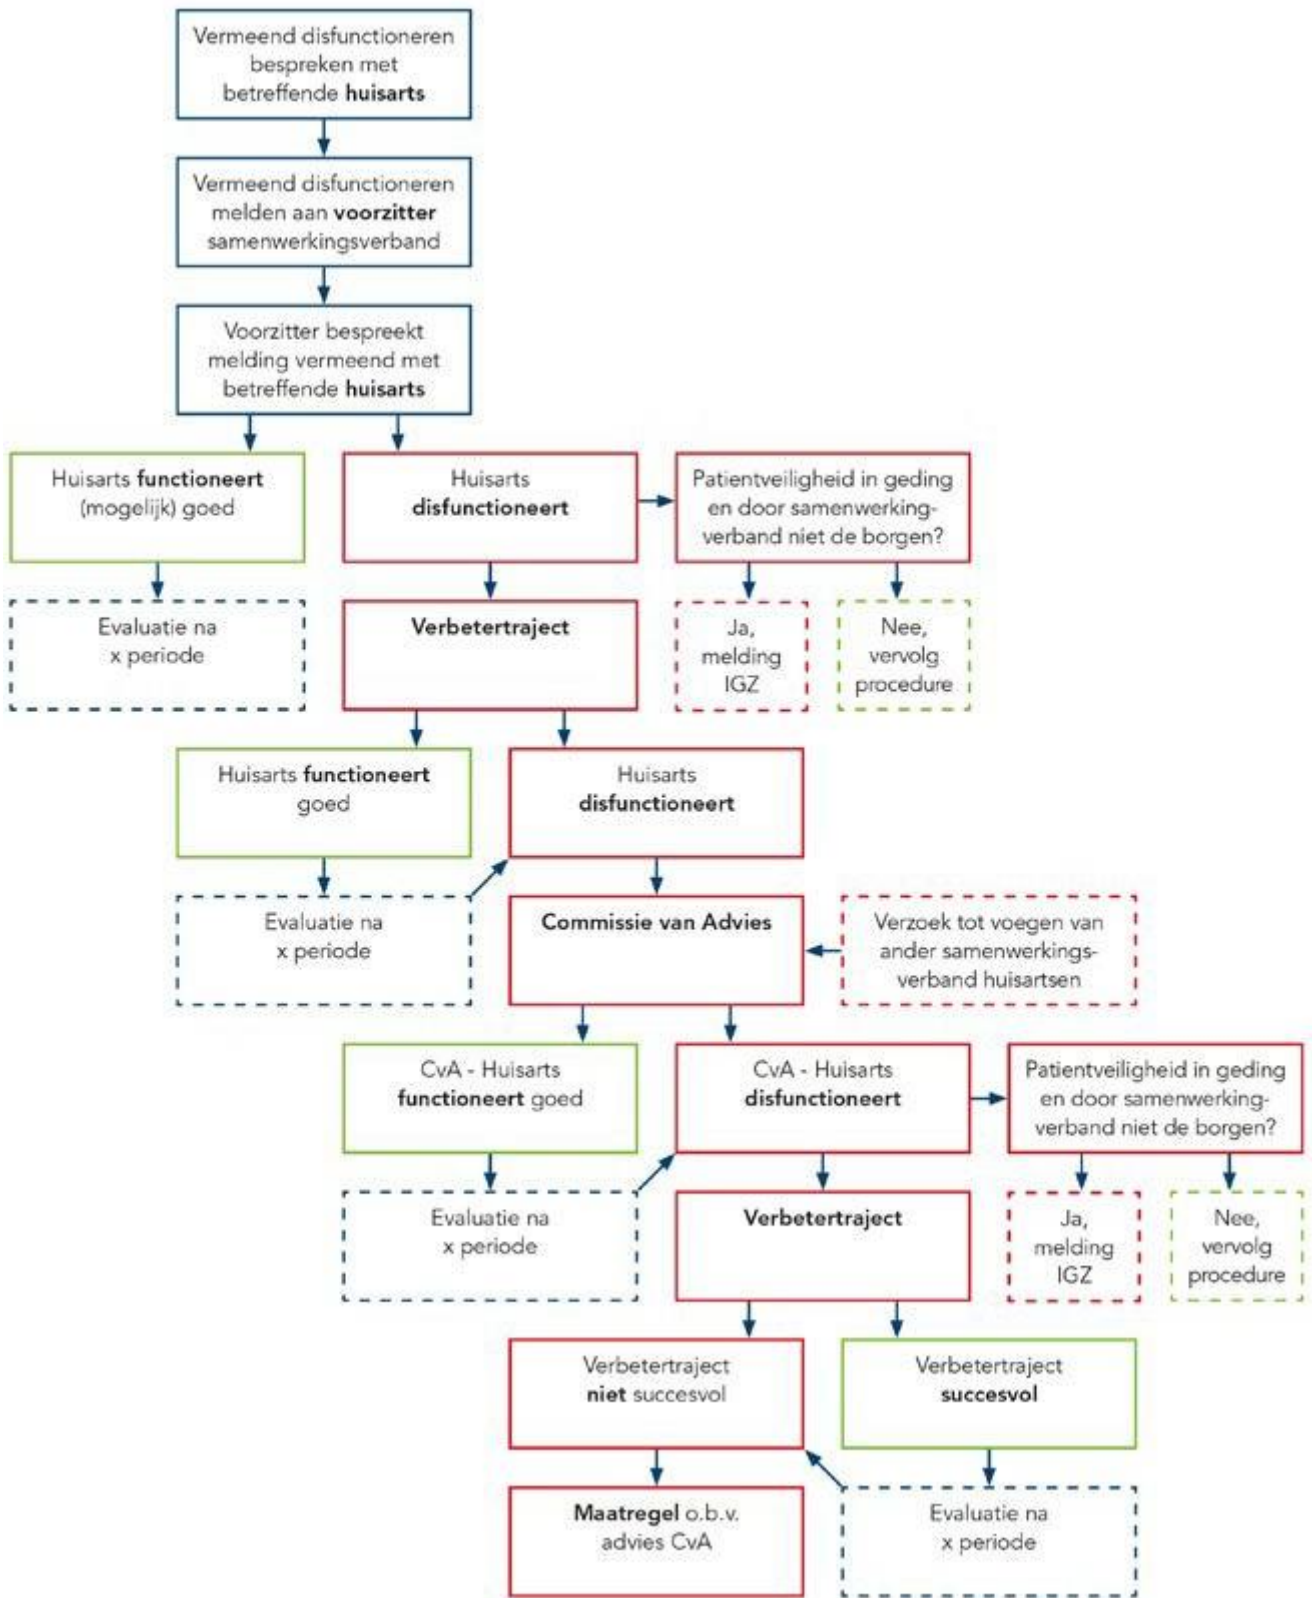 Vermeend disfunctioneren
bespreken met
betreffende huisarts
Vermeend disfunctioneren
melden aan voorzitter
samenwerkingsverband
Voorzitter bespreekt
melding vermeend met
betreffende huisarts
Huisarts functioneert
(mogelijk) goed
Huisarts
disfunctioneert
Patientveiligheid in geding
en door samenwerking-
verband niet de borgen?
Evaluatie na
x periode
Verbetertraject
Ja,
melding
IGZ
Nee,
vervolg
procedure
Huisarts functioneert
goed
Huisarts
disfunctioneert
Evaluatie na
x periode
Commissie van Advies
Verzoek tot voegen van
ander samenwerkings-
verband huisartsen
CvA - Huisarts
functioneert goed
CvA - Huisarts
disfunctioneert
Patientveiligheid in geding
en door samenwerking-
verband niet de borgen?
Evaluatie na
x periode
Verbetertraject
Ja,
melding
IGZ
Nee,
vervolg
procedure
Verbetertraject
niet succesvol
Verbetertraject
succesvol
Maatregel o.b.v.
advies CvA
Evaluatie na
x periode